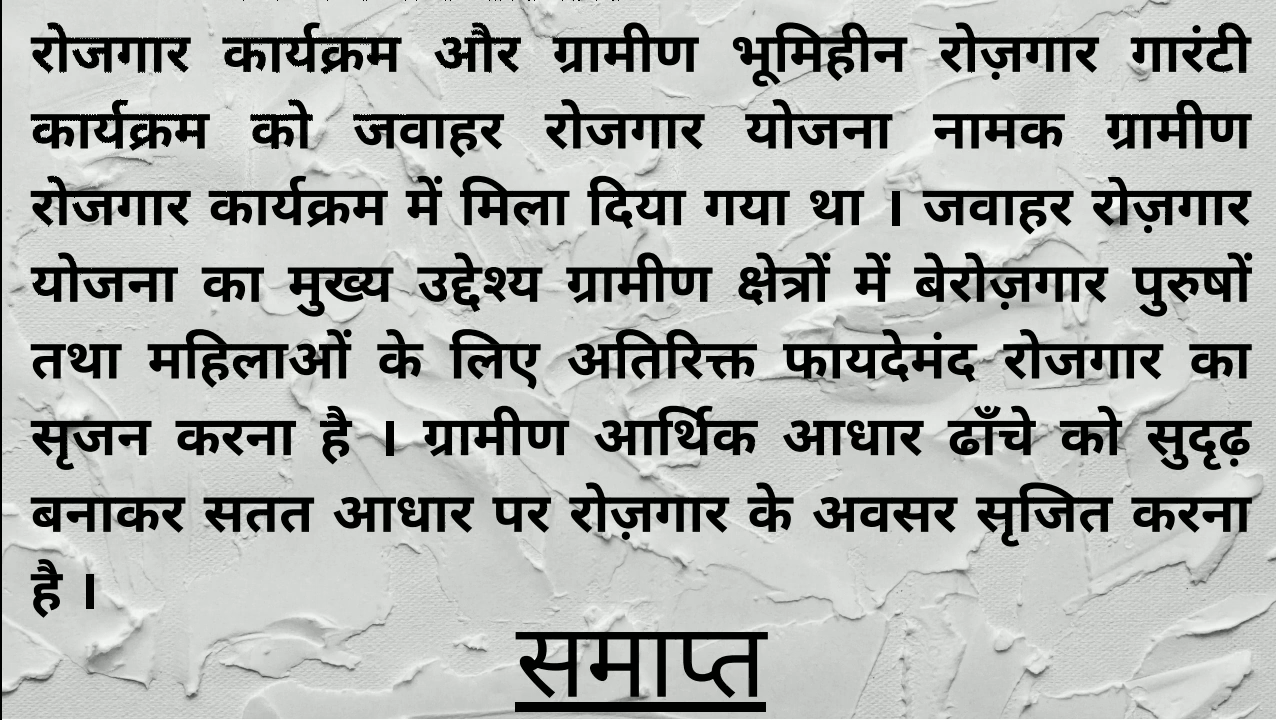 रोजगार कार्यक्रम और ग्रामीण भूमिहीन रोज़गार गारंटी
कार्यक्रम को जवाहर रोजगार योजना नामक ग्रामीण
रोजगार कार्यक्रम में मिला दिया गया था । जवाहर रोज़गार
योजना का मुख्य उद्देश्य ग्रामीण क्षेत्रों में बेरोज़गार पुरुषों
तथा महिलाओं के लिए अतिरिक्त फायदेमंद रोजगार का
सृजन करना है । ग्रामीण आर्थिक आधार ढाँचे को सुदृढ़
बनाकर सतत आधार पर रोज़गार के अवसर सृजित करना
है ।
समाप्त